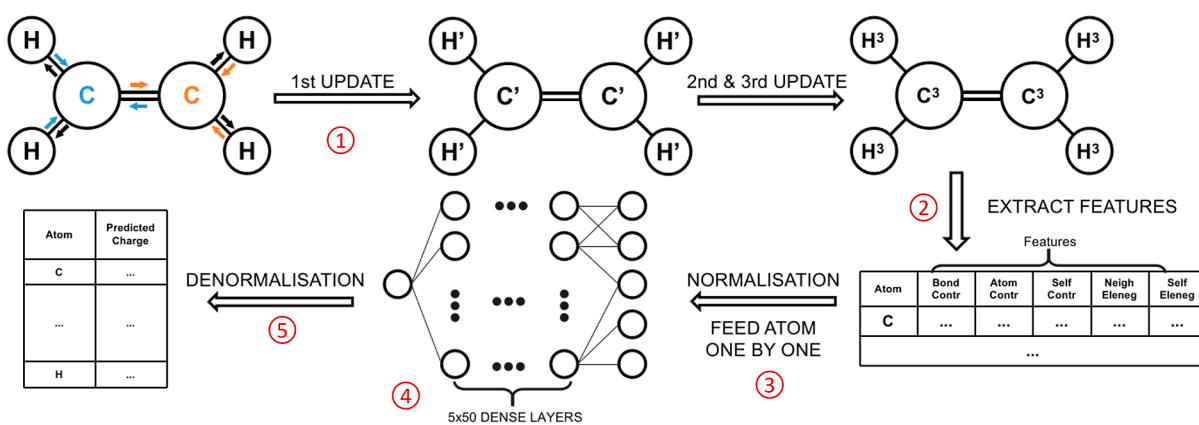 H
H
C
C
H
H
1st UPDATE
1
H’
H’
C’
C’
H’
H’
2nd & 3rd UPDATE
H³
H³
C³
C³
H³
H³
2
EXTRACT FEATURES
Features
Atom
Bond
Contr
Atom
Contr
Self
Contr
Neigh
Eleneg
Self
Eleneg
C
...
...
...
...
...
...
NORMALISATION
FEED ATOM
ONE BY ONE
3
4
5x50 DENSE LAYERS
DENORMALISATION
5
Atom
Predicted
Charge
C
...
...
...
H
...